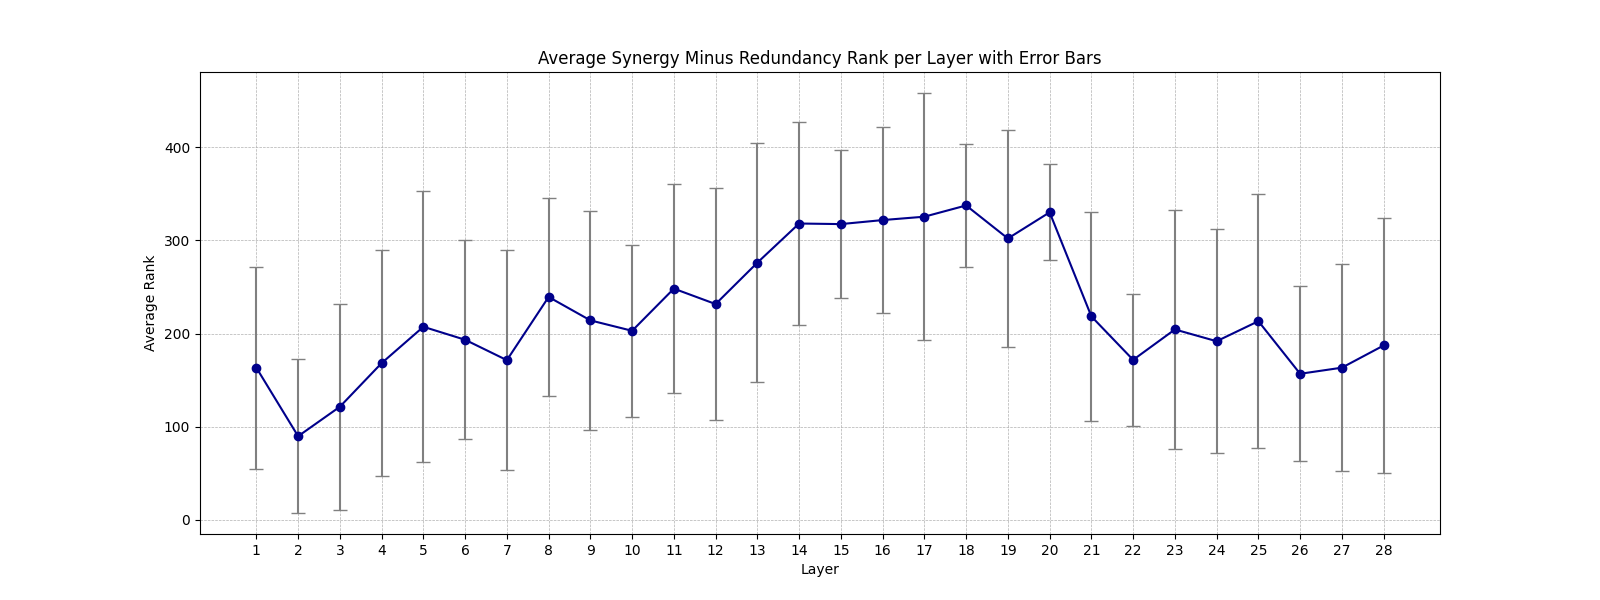 Average Synergy Minus Redundancy Rank per Layer with Error Bars
Average Rank
400
300
200
100
0
1 2 3 4 5 6 7 8 9 10 11 12 13 14 15 16 17 18 19 20 21 22 23 24 25 26 27 28
Layer